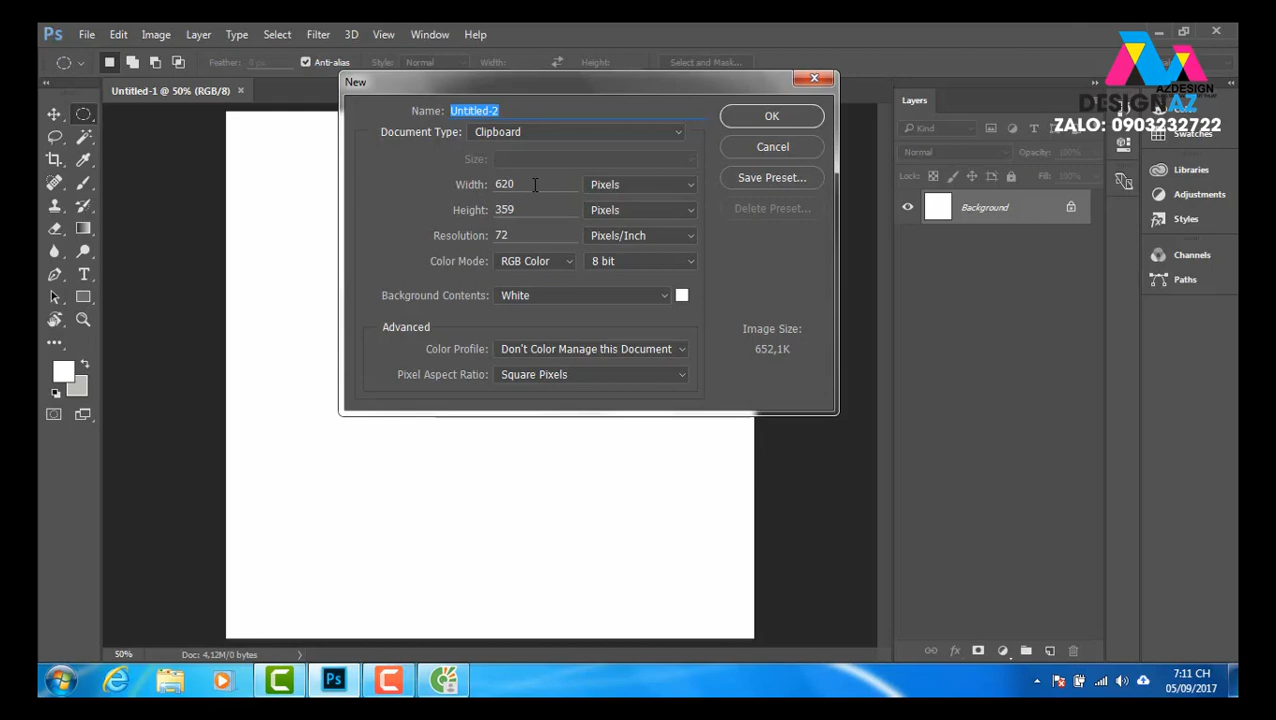 Ps File Edit Image Layer Type Select Filter 3D View Window Help
Feather: 0 px Anti-alias Style: Normal Width: Height: Select and Mask...
AZDESIGN
DESIGN AZ
ZALO: 0903232722
Untitled-1 @ 50% (RGB/8)
New
Name: Untitled-2
Document Type: Clipboard
Size:
Width: 620 Pixels
Height: 359 Pixels
Resolution: 72 Pixels/Inch
Color Mode: RGB Color 8 bit
Background Contents: White
Advanced
Color Profile: Don't Color Manage this Document
Pixel Aspect Ratio: Square Pixels
OK
Cancel
Save Preset...
Delete Preset...
Image Size:
652,1K
Layers
Kind
Normal Opacity: 100%
Lock: Fill: 100%
Background
Swatches
Adjustments
Styles
Channels
Paths
T
50% Doc: 4,12M/0 bytes
fx
Ps
7:11 CH
05/09/2017